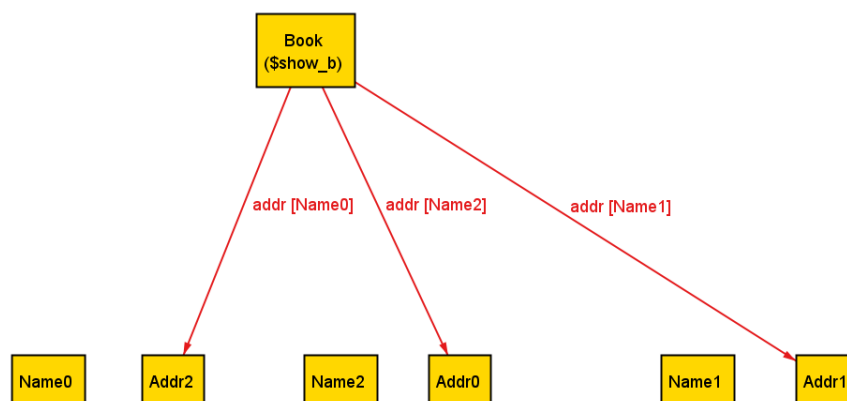 Book
($show_b)
addr [Name0]
addr [Name2]
addr [Name1]
Name0
Addr2
Name2
Addr0
Name1
Addr1